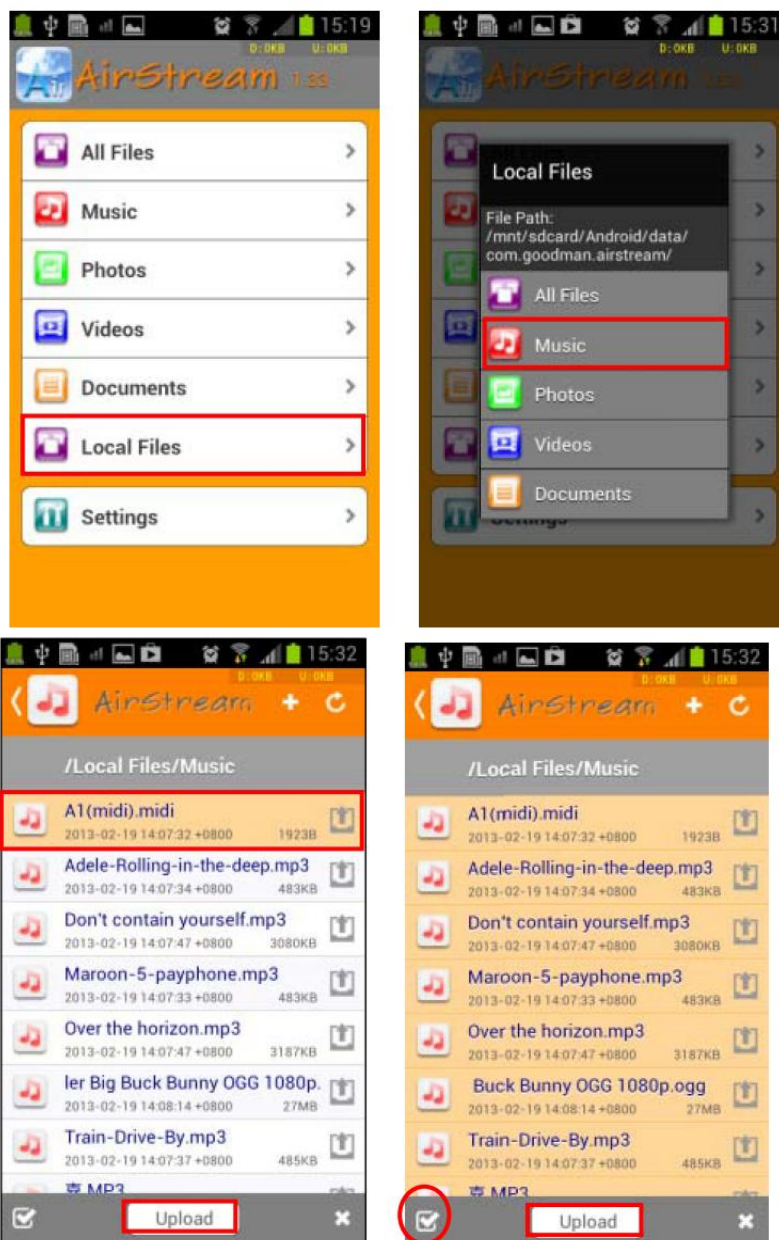 15:19
D: 0KB U: 0KB
Air
AirStream 1.23
All Files
Music
Photos
Videos
Documents
Local Files
Settings
15:31
D: 0KB U: 0KB
Air
AirStream
Local Files
File Path:
/mnt/sdcard/Android/data/
com.goodman.airstream/
All Files
Music
Photos
Videos
Documents
Settings
15:32
D: 0KB U: 0KB
AirStream
/Local Files/Music
A1(midi).midi
2013-02-19 14:07:32 +0800 1923B
Adele-Rolling-in-the-deep.mp3
2013-02-19 14:07:34 +0800 483KB
Don't contain yourself.mp3
2013-02-19 14:07:47 +0800 3080KB
Maroon-5-payphone.mp3
2013-02-19 14:07:33 +0800 483KB
Over the horizon.mp3
2013-02-19 14:07:47 +0800 3187KB
ler Big Buck Bunny OGG 1080p.
2013-02-19 14:08:14 +0800 27MB
Train-Drive-By.mp3
2013-02-19 14:07:37 +0800 485KB
.MP3
Upload
15:32
D: 0KB U: 0KB
AirStream
/Local Files/Music
A1(midi).midi
2013-02-19 14:07:32 +0800 1923B
Adele-Rolling-in-the-deep.mp3
2013-02-19 14:07:34 +0800 483KB
Don't contain yourself.mp3
2013-02-19 14:07:47 +0800 3080KB
Maroon-5-payphone.mp3
2013-02-19 14:07:33 +0800 483KB
Over the horizon.mp3
2013-02-19 14:07:47 +0800 3187KB
Buck Bunny OGG 1080p.ogg
2013-02-19 14:08:14 +0800 27MB
Train-Drive-By.mp3
2013-02-19 14:07:37 +0800 485KB
.MP3
Upload